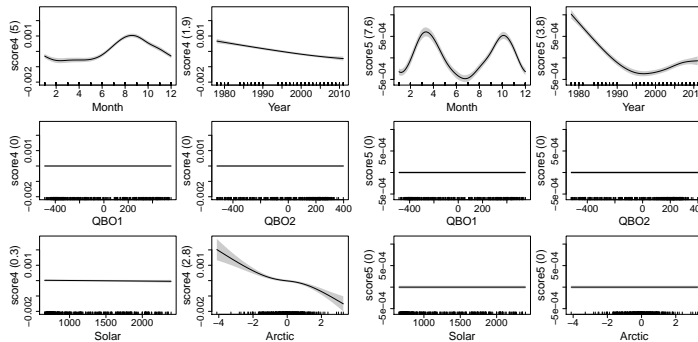 score4 (5)
−0.002
0.001
2 4 6 8 10 12
Month
score4 (1.9)
−0.002
0.001
1980 1990 2000 2010
Year
score5 (7.6)
−5e−04
5e−04
2 4 6 8 10 12
Month
score5 (3.8)
−5e−04
5e−04
1980 1990 2000 2010
Year
score4 (0)
−0.002
0.001
−400 0 200
QBO1
score4 (0)
−0.002
0.001
−400 −200 0 200 400
QBO2
score5 (0)
−5e−04
5e−04
−400 0 200
QBO1
score5 (0)
−5e−04
5e−04
−400 −200 0 200 400
QBO2
score4 (0.3)
−0.002
0.001
1000 1500 2000
Solar
score4 (2.8)
−0.002
0.001
−4 −2 0 2
Arctic
score5 (0)
−5e−04
5e−04
1000 1500 2000
Solar
score5 (0)
−5e−04
5e−04
−4 −2 0 2
Arctic